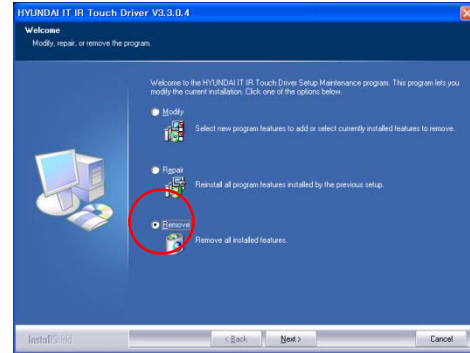 HYUNDAI IT IR Touch Driver V3.3.0.4
Welcome
Modify, repair, or remove the program.
Welcome to the HYUNDAI IT IR Touch Driver Setup Maintenance program. This program lets you
modify the current installation. Click one of the options below.
Modify
Select new program features to add or select currently installed features to remove.
Repair
Reinstall all program features installed by the previous setup.
Remove
Remove all installed features.
InstallShield
< Back
Next >
Cancel